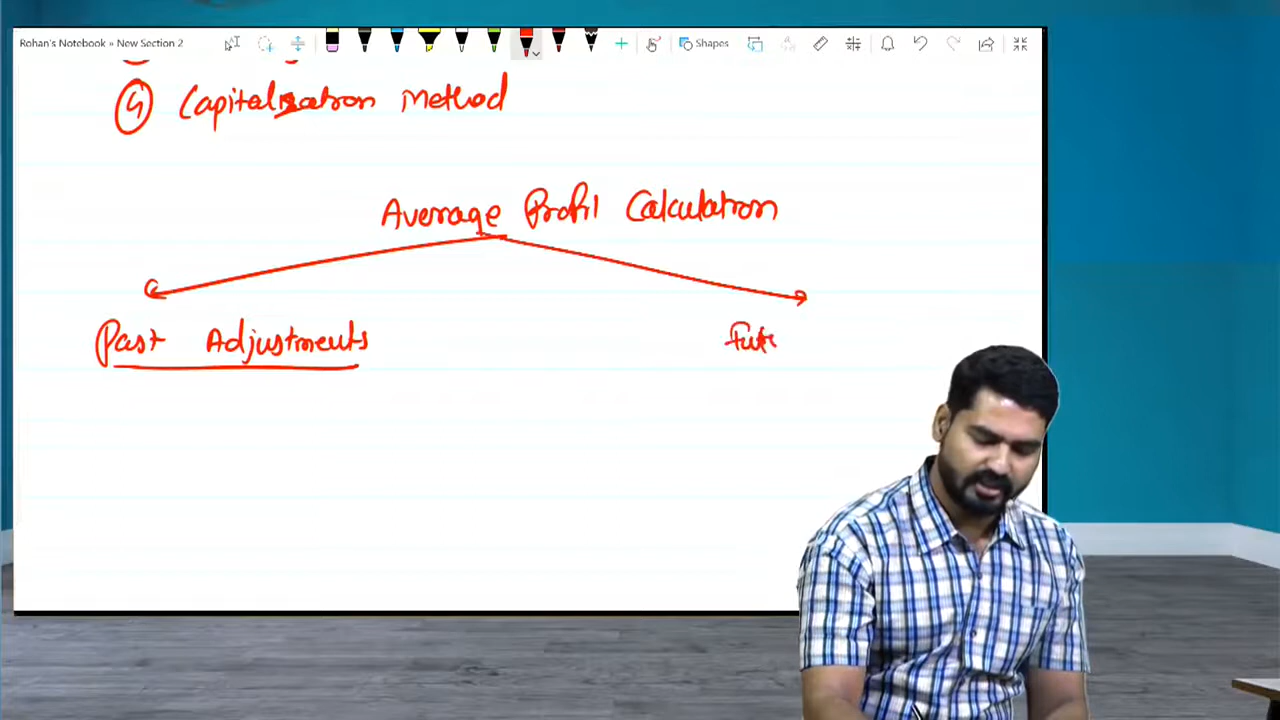 Rohan's Notebook » New Section 2
Shapes
④ Capitalisation Method
Average Profit Calculation
Past Adjustments